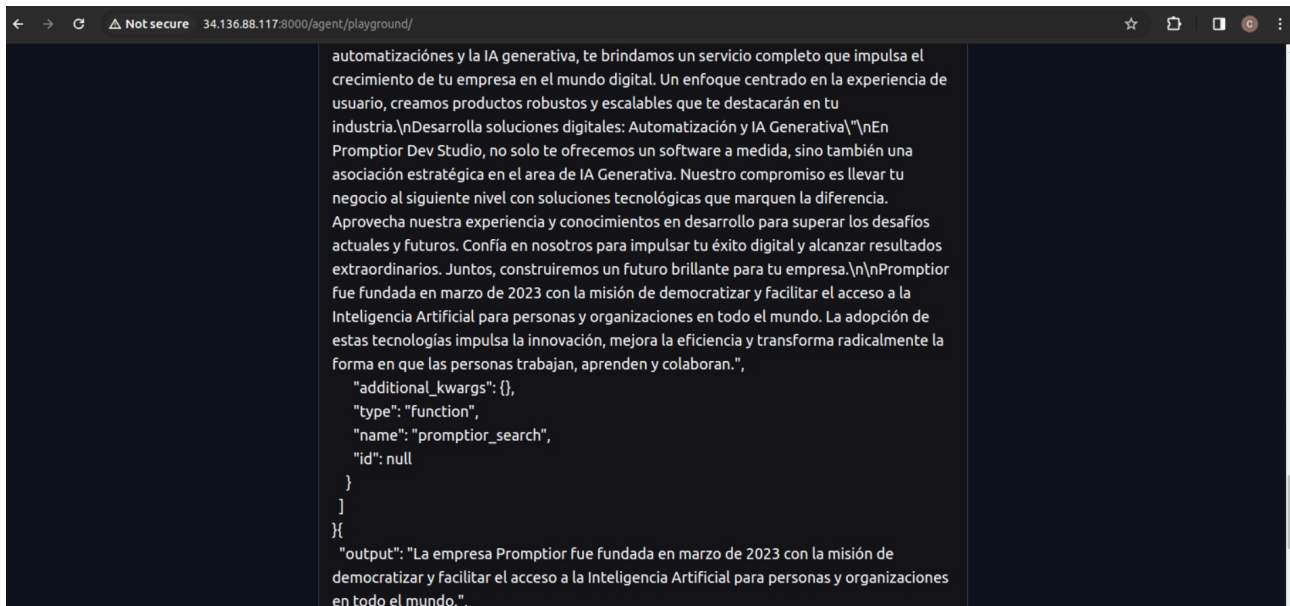 Not secure 34.136.88.117:8000/agent/playground/
C
automatizaciónes y la IA generativa, te brindamos un servicio completo que impulsa el
crecimiento de tu empresa en el mundo digital. Un enfoque centrado en la experiencia de
usuario, creamos productos robustos y escalables que te destacarán en tu
industria.\nDesarrolla soluciones digitales: Automatización y IA Generativa\"\nEn
Promptior Dev Studio, no solo te ofrecemos un software a medida, sino también una
asociación estratégica en el area de IA Generativa. Nuestro compromiso es llevar tu
negocio al siguiente nivel con soluciones tecnológicas que marquen la diferencia.
Aprovecha nuestra experiencia y conocimientos en desarrollo para superar los desafíos
actuales y futuros. Confía en nosotros para impulsar tu éxito digital y alcanzar resultados
extraordinarios. Juntos, construiremos un futuro brillante para tu empresa.\n\nPromptior
fue fundada en marzo de 2023 con la misión de democratizar y facilitar el acceso a la
Inteligencia Artificial para personas y organizaciones en todo el mundo. La adopción de
estas tecnologías impulsa la innovación, mejora la eficiencia y transforma radicalmente la
forma en que las personas trabajan, aprenden y colaboran.",
"additional_kwargs": {},
"type": "function",
"name": "promptior_search",
"id": null
}
]
}{
"output": "La empresa Promptior fue fundada en marzo de 2023 con la misión de
democratizar y facilitar el acceso a la Inteligencia Artificial para personas y organizaciones
en todo el mundo.",